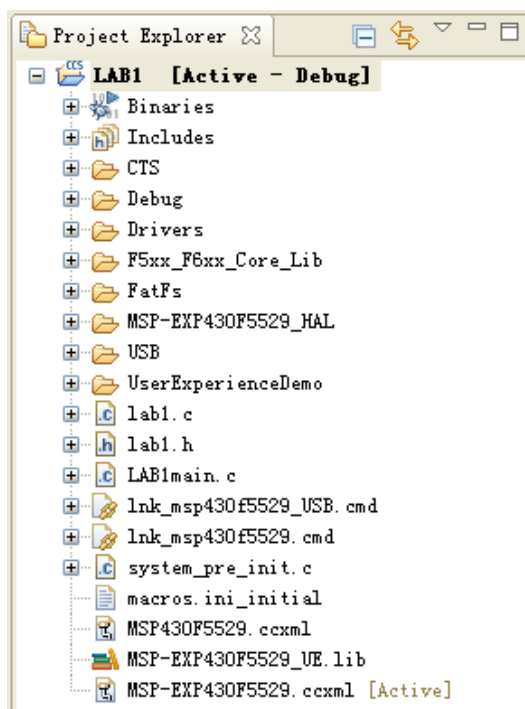 Project Explorer
LAB1 [Active - Debug]
Binaries
Includes
CTS
Debug
Drivers
F5xx_F6xx_Core_Lib
FatFs
MSP-EXP430F5529_HAL
USB
UserExperienceDemo
lab1.c
lab1.h
LAB1main.c
lnk_msp430f5529_USB.cmd
lnk_msp430f5529.cmd
system_pre_init.c
macros.ini_initial
MSP430F5529.ccxml
MSP-EXP430F5529_UE.lib
MSP-EXP430F5529.ccxml [Active]